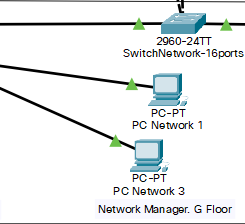 2960-24TT
SwitchNetwork-16ports
PC-PT
PC Network 1
PC-PT
PC Network 3
Network Manager. G Floor